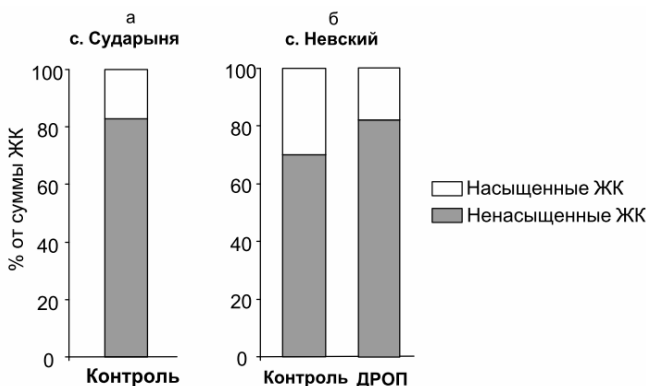 а
с. Сударыня
б
с. Невский
% от суммы ЖК
100
80
60
40
20
0
Контроль
100
80
60
40
20
0
Контроль ДРОП
Насыщенные ЖК
Ненасыщенные ЖК